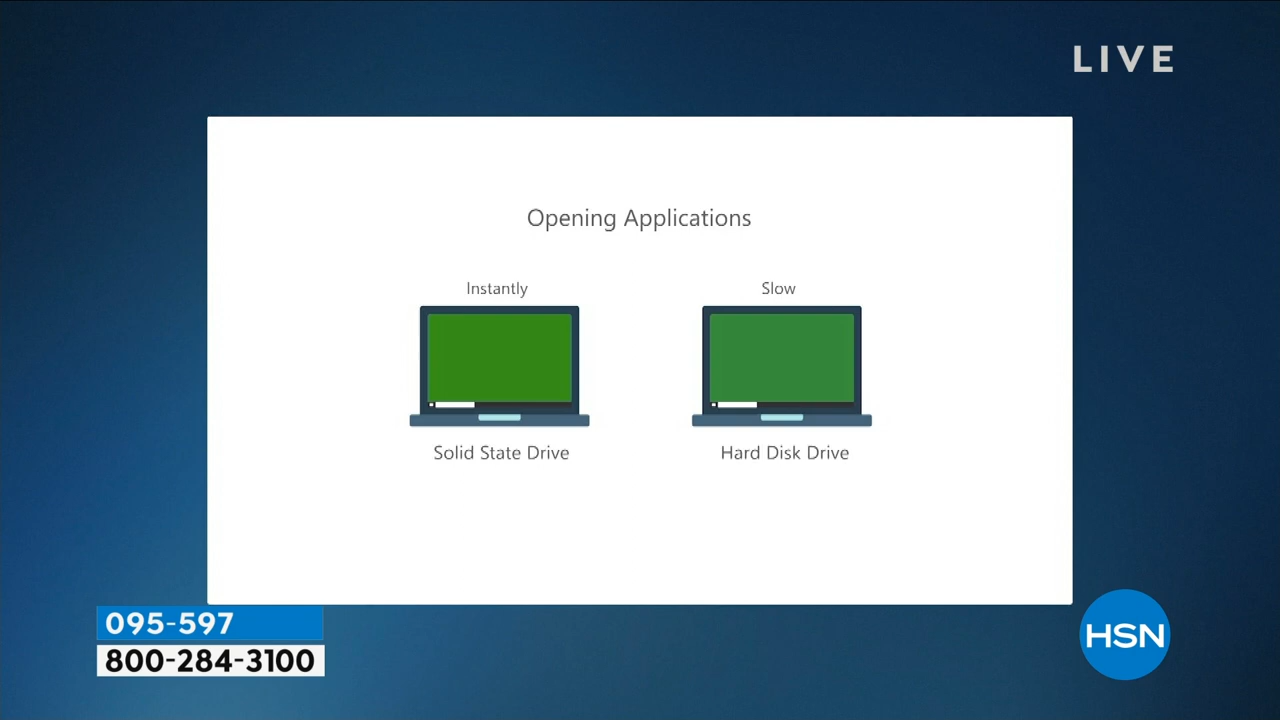 LIVE
Opening Applications
Instantly
Slow
Solid State Drive
Hard Disk Drive
095-597
800-284-3100
HSN